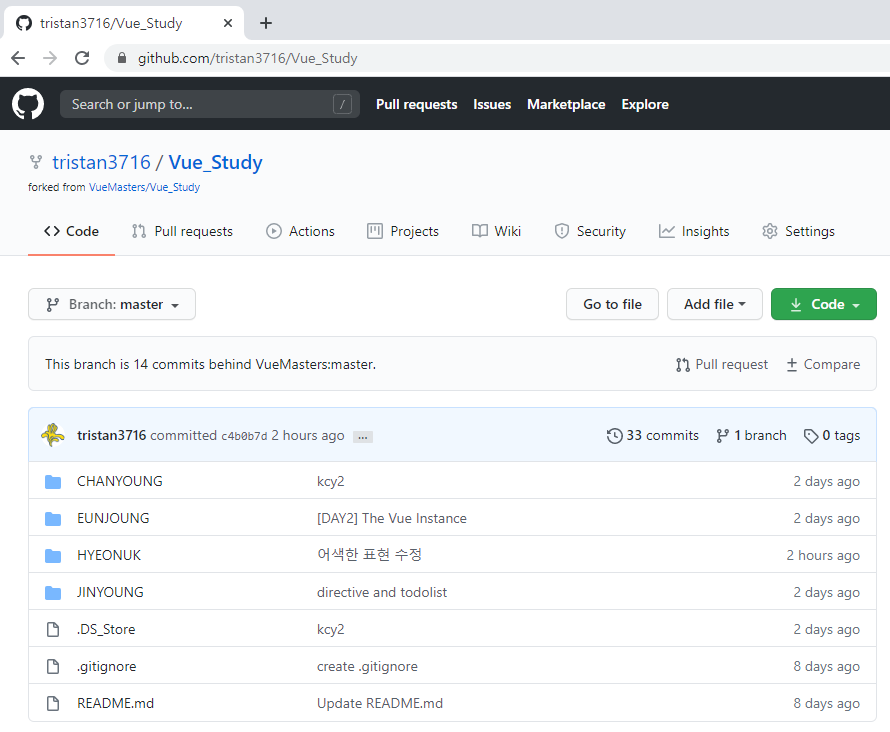 tristan3716/Vue_Study
github.com/tristan3716/Vue_Study
Search or jump to... / Pull requests Issues Marketplace Explore
tristan3716 / Vue_Study
forked from VueMasters/Vue_Study
Code Pull requests Actions Projects Wiki Security Insights Settings
Branch: master Go to file Add file Code
This branch is 14 commits behind VueMasters:master. Pull request Compare
tristan3716 committed c4b0b7d 2 hours ago ... 33 commits 1 branch 0 tags
CHANYOUNG kcy2 2 days ago
EUNJOUNG [DAY2] The Vue Instance 2 days ago
HYEONUK 어색한 표현 수정 2 hours ago
JINYOUNG directive and todolist 2 days ago
.DS_Store kcy2 2 days ago
.gitignore create .gitignore 8 days ago
README.md Update README.md 8 days ago